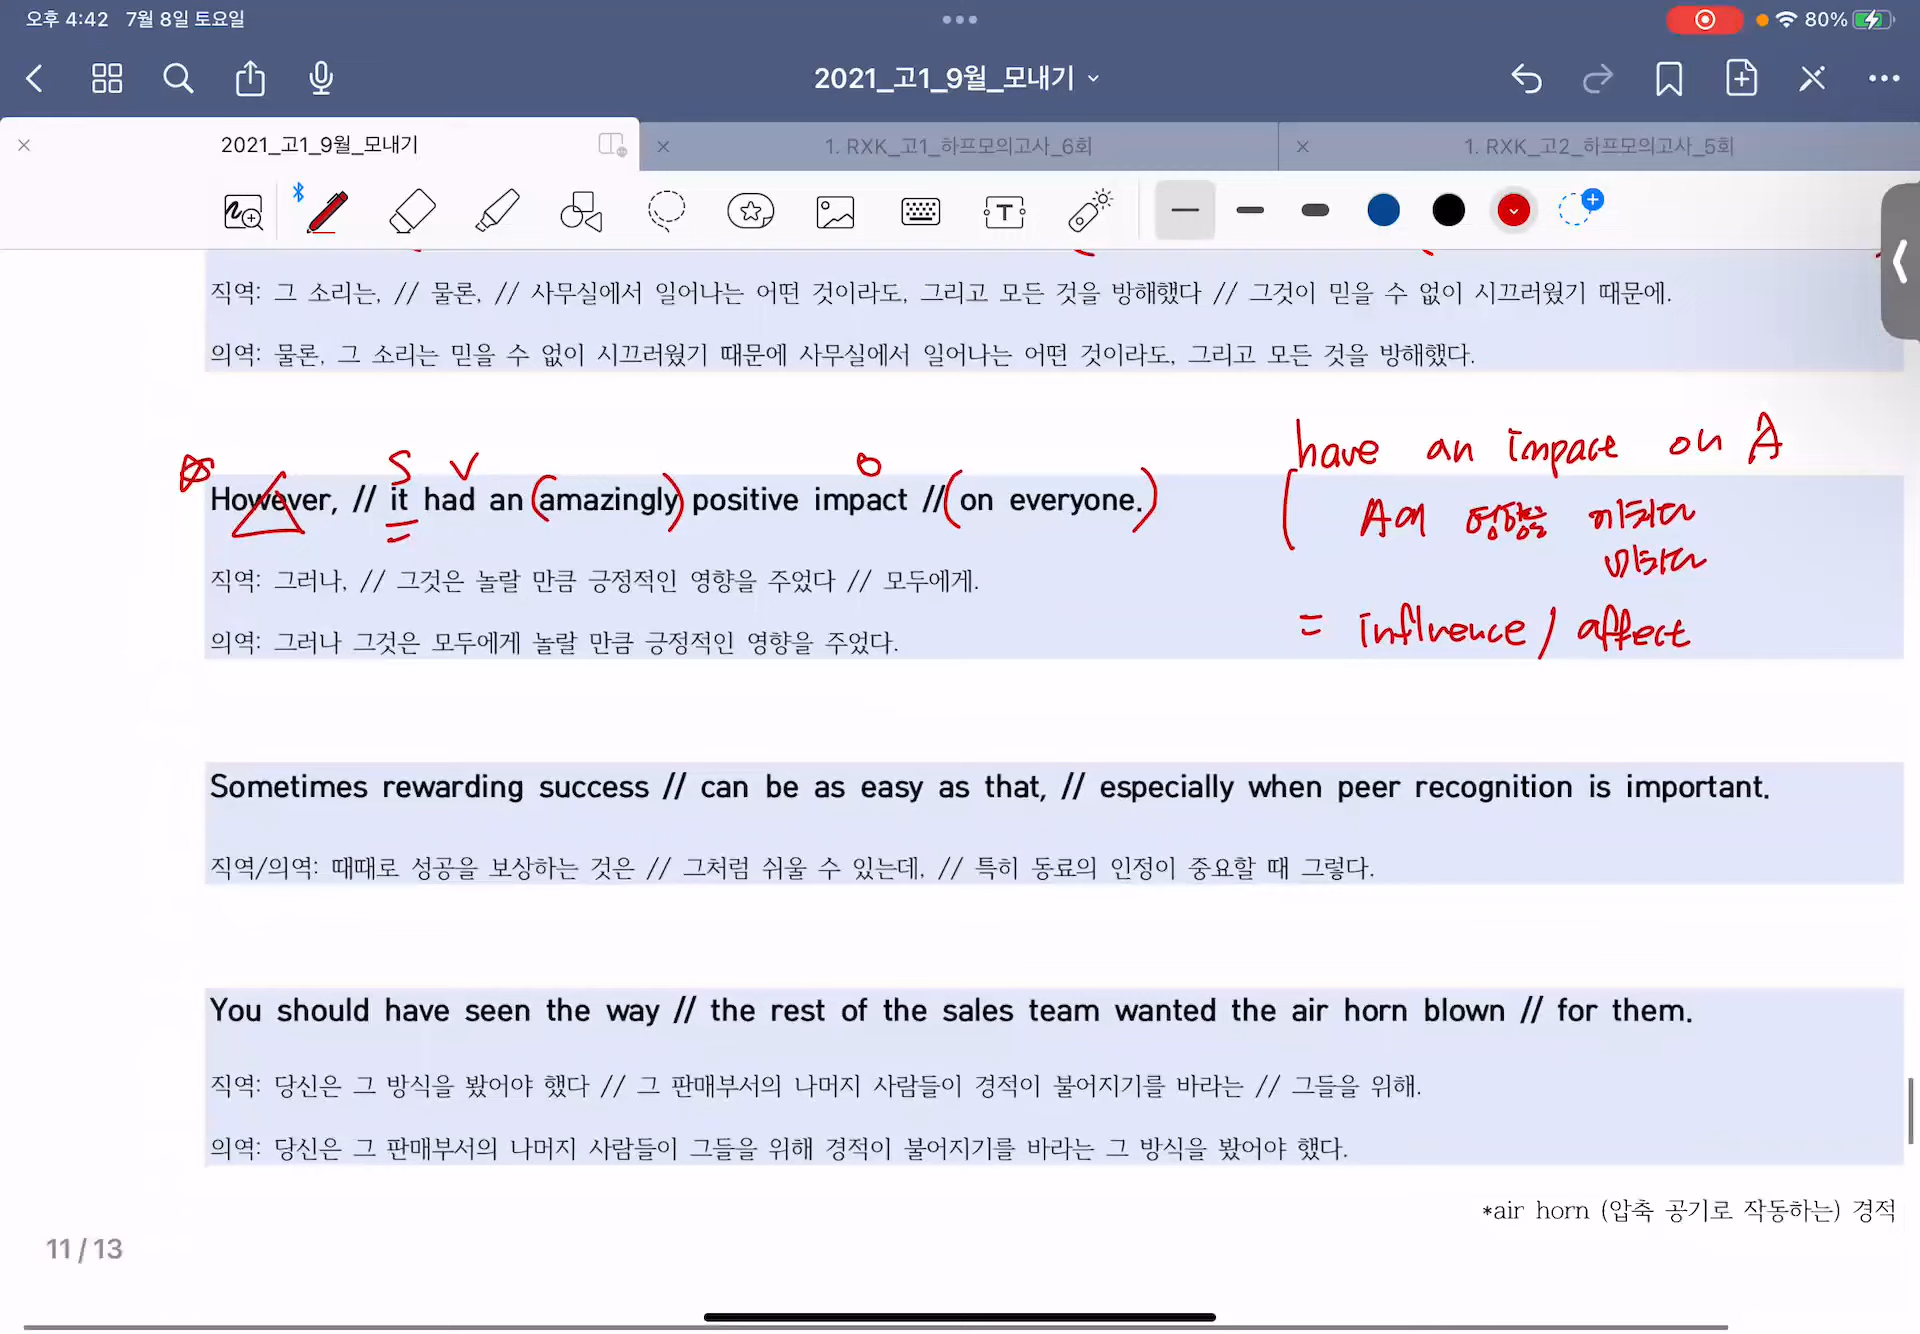 오후 4:42 7월 8일 토요일
80%
2021_고1_9월_모내기
2021_고1_9월_모내기
1. RXK_고1_하프모의고사_6회
1. RXK_고2_하프모의고사_5회
직역: 그 소리는, // 물론, // 사무실에서 일어나는 어떤 것이라도, 그리고 모든 것을 방해했다 // 그것이 믿을 수 없이 시끄러웠기 때문에.
의역: 물론, 그 소리는 믿을 수 없이 시끄러웠기 때문에 사무실에서 일어나는 어떤 것이라도, 그리고 모든 것을 방해했다.
have an impact on A
S V O
However, // it had an (amazingly) positive impact // (on everyone.)
A에 영향을 끼치다
미치다
직역: 그러나, // 그것은 놀랄 만큼 긍정적인 영향을 주었다 // 모두에게.
= influence / affect
의역: 그러나 그것은 모두에게 놀랄 만큼 긍정적인 영향을 주었다.
Sometimes rewarding success // can be as easy as that, // especially when peer recognition is important.
직역/의역: 때때로 성공을 보상하는 것은 // 그처럼 쉬울 수 있는데, // 특히 동료의 인정이 중요할 때 그렇다.
You should have seen the way // the rest of the sales team wanted the air horn blown // for them.
직역: 당신은 그 방식을 봤어야 했다 // 그 판매부서의 나머지 사람들이 경적이 불어지기를 바라는 // 그들을 위해.
의역: 당신은 그 판매부서의 나머지 사람들이 그들을 위해 경적이 불어지기를 바라는 그 방식을 봤어야 했다.
*air horn (압축 공기로 작동하는) 경적
11 / 13